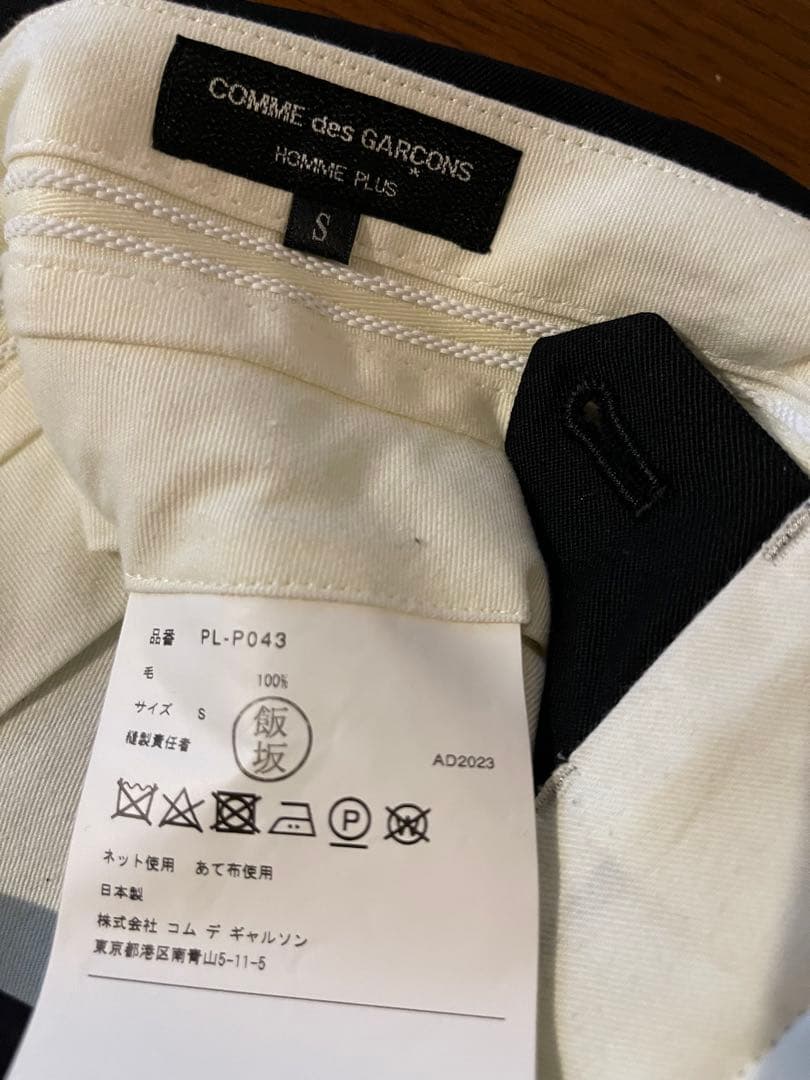 COMME des GARCONS
*
HOMME PLUS
S
品番 PL-P043
毛 100%
サイズ S
縫製責任者
飯
坂
AD2023
P
W
ネット使用 あて布使用
日本製
株式会社 コム デ ギャルソン
東京都港区南青山5-11-5